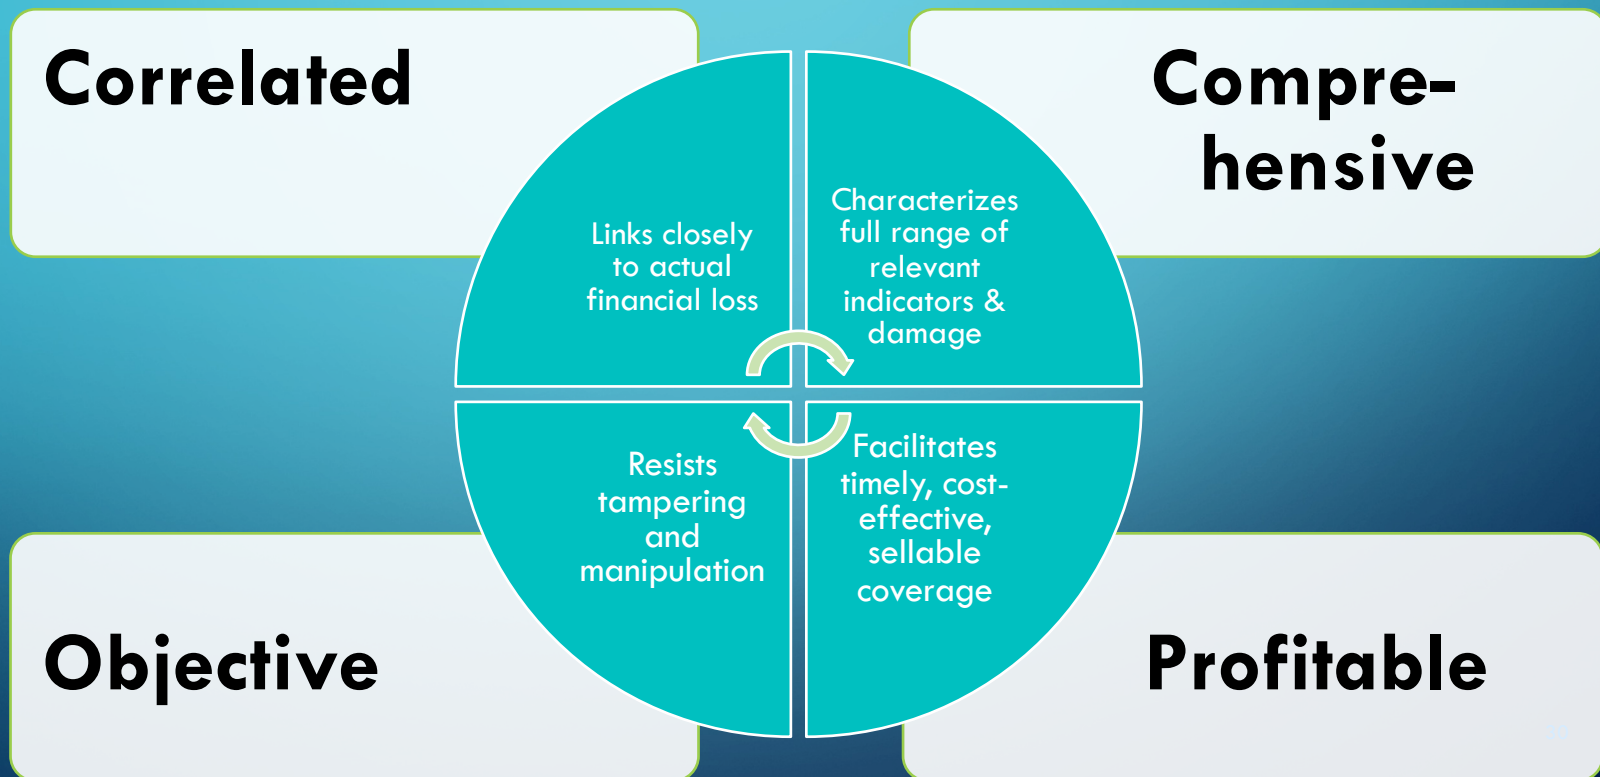 Correlated
Links closely
to actual
financial loss
Compre-
hensive
Characterizes
full range of
relevant
indicators &
damage
Objective
Resists
tampering
and
manipulation
Facilitates
timely, cost-
effective,
sellable
coverage
Profitable
20